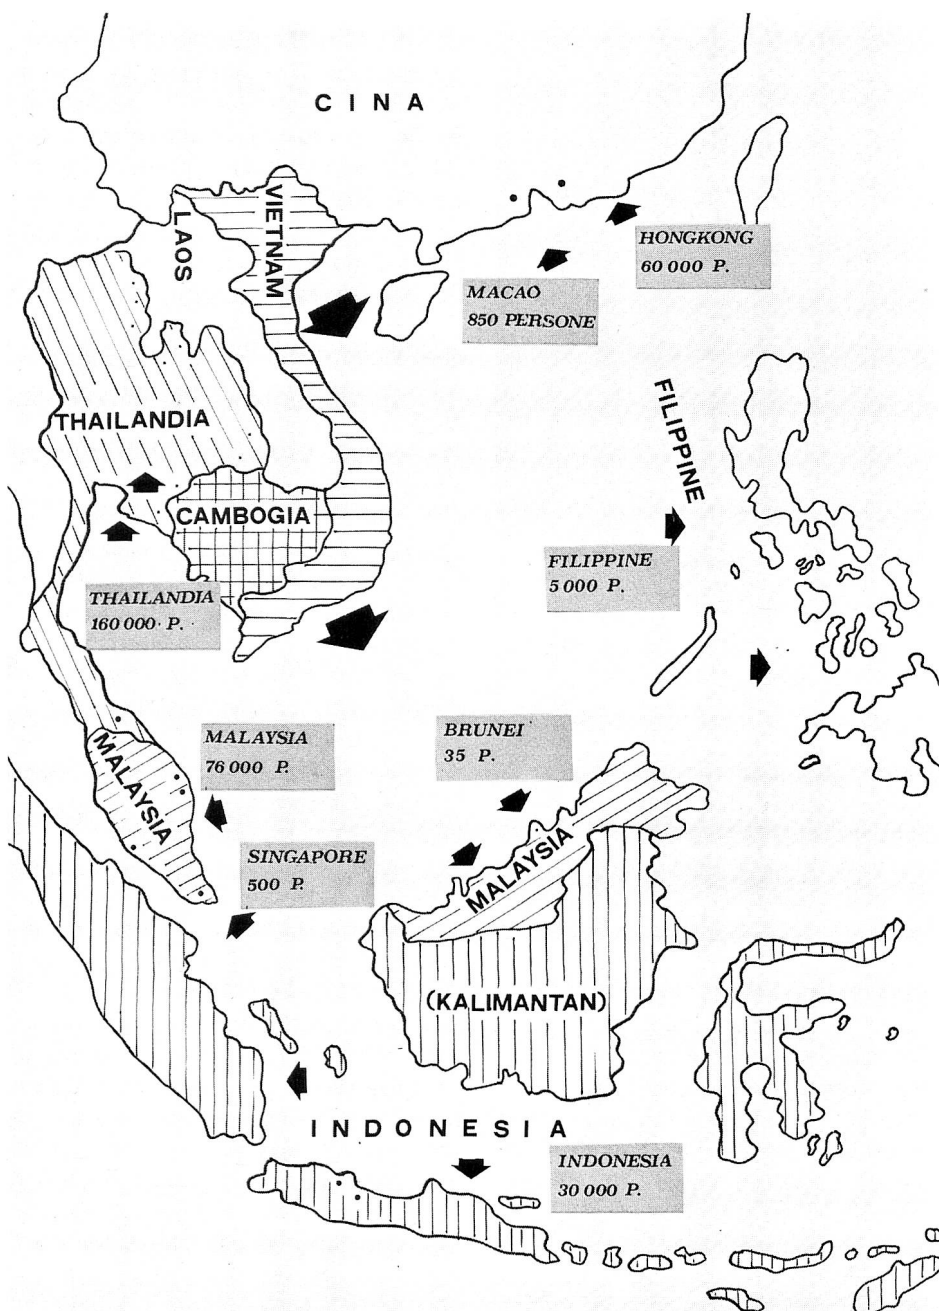 CINA
VIETNAM
LAOS
HONGKONG
60 000 P.
MACAO
850 PERSONE
THAILANDIA
FILIPPINE
CAMBOGIA
FILIPPINE
5 000 P.
THAILANDIA
160 000 P.
MALAYSIA
MALAYSIA
76 000 P.
BRUNEI
35 P.
SINGAPORE
500 P.
MALAYSIA
(KALIMANTAN)
INDONESIA
INDONESIA
30 000 P.